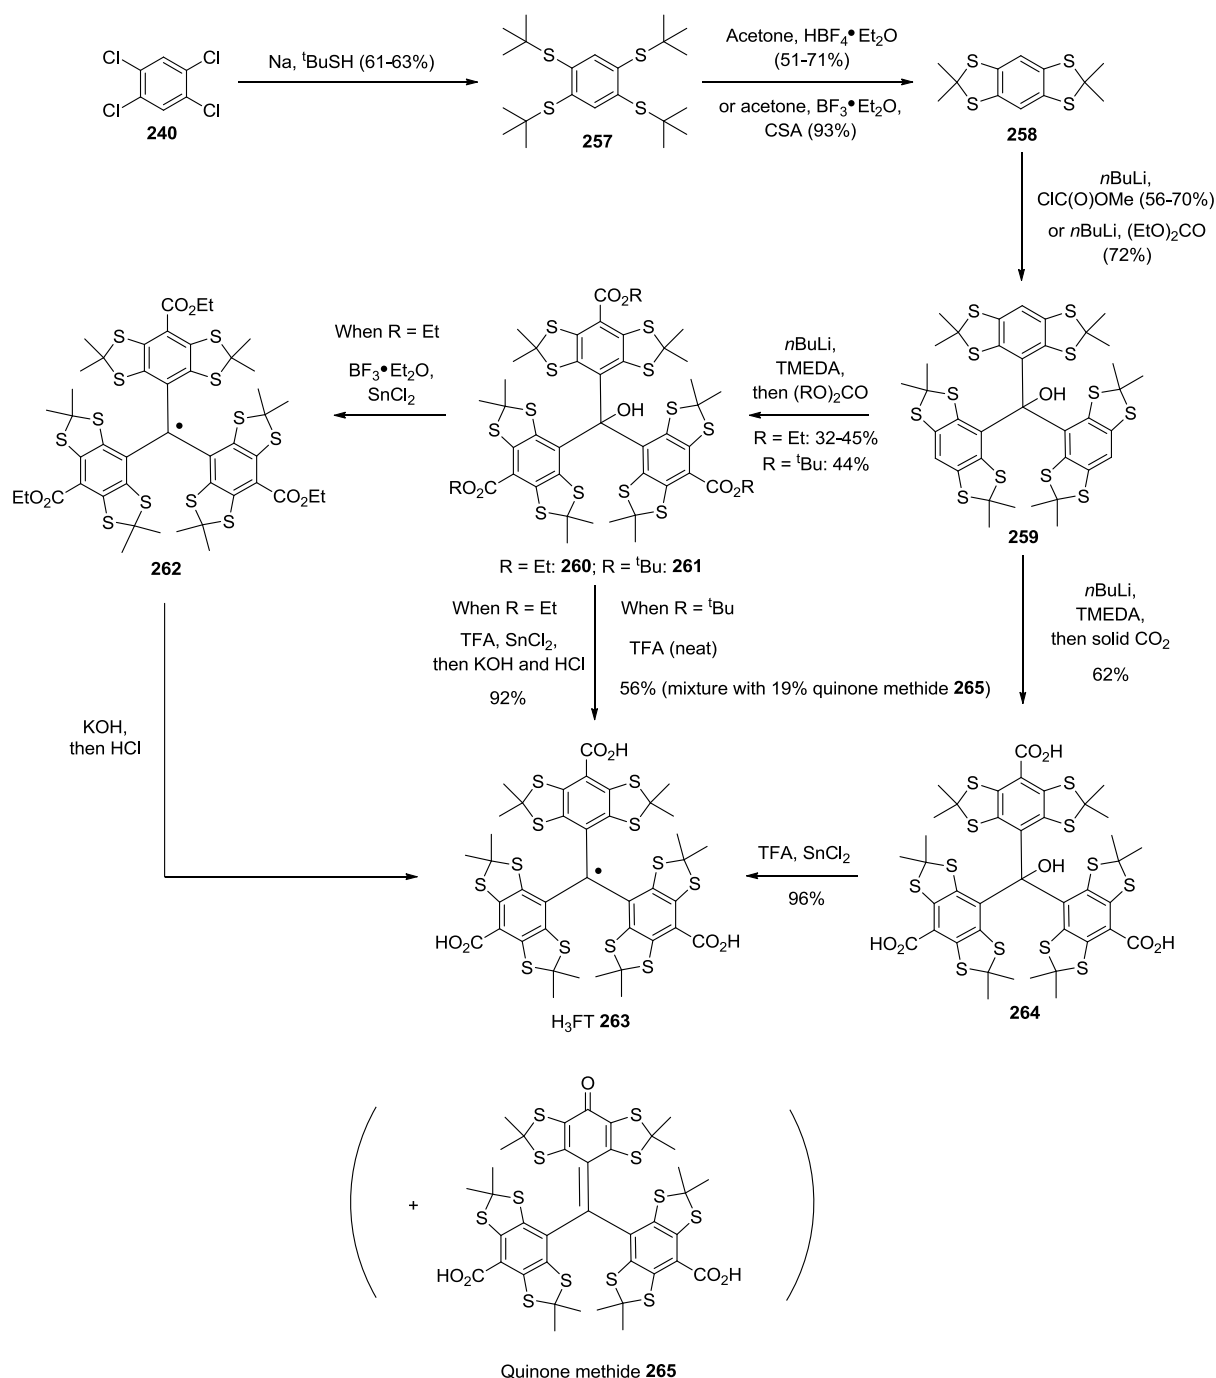 Cl
Cl
Cl
Cl
240
Na, ᵗBuSH (61-63%)
S
S
S
S
257
Acetone, HBF₄•Et₂O
(51-71%)
or acetone, BF₃•Et₂O,
CSA (93%)
S
S
S
S
258
nBuLi,
ClC(O)OMe (56-70%)
or nBuLi, (EtO)₂CO
(72%)
CO₂Et
S
S
S
S
S
S
S
S
S
S
S
S
•
EtO₂C
CO₂Et
262
When R = Et
BF₃•Et₂O,
SnCl₂
CO₂R
S
S
S
S
OH
S
S
S
S
S
S
S
S
RO₂C
CO₂R
R = Et: 260; R = ᵗBu: 261
nBuLi,
TMEDA,
then (RO)₂CO
R = Et: 32-45%
R = ᵗBu: 44%
S
S
S
S
OH
S
S
S
S
S
S
S
S
259
When R = Et
TFA, SnCl₂,
then KOH and HCl
92%
When R = ᵗBu
TFA (neat)
56% (mixture with 19% quinone methide 265)
nBuLi,
TMEDA,
then solid CO₂
62%
KOH,
then HCl
CO₂H
S
S
S
S
•
S
S
S
S
S
S
S
S
HO₂C
CO₂H
H₃FT 263
TFA, SnCl₂
96%
CO₂H
S
S
S
S
OH
S
S
S
S
S
S
S
S
HO₂C
CO₂H
264
+
O
S
S
S
S
S
S
S
S
S
S
S
S
HO₂C
CO₂H
Quinone methide 265